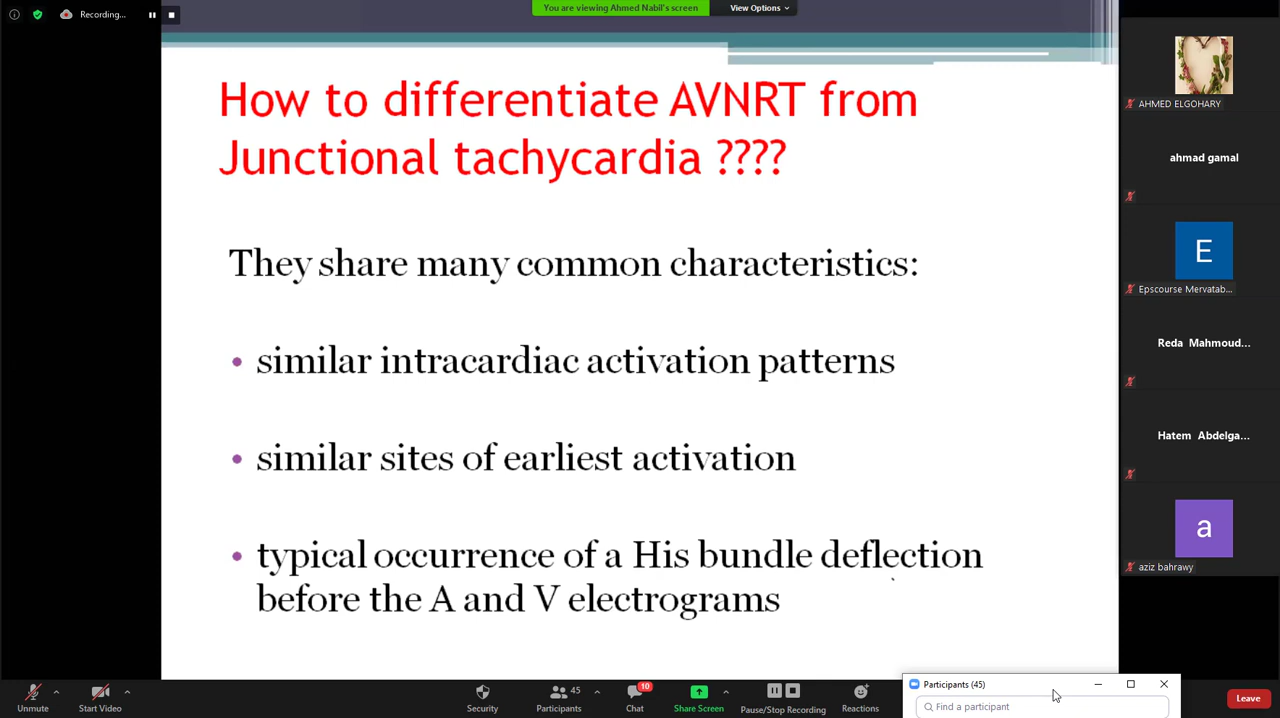 Recording...
You are viewing Ahmed Nabil's screen
View Options
How to differentiate AVNRT from
Junctional tachycardia ????
They share many common characteristics:
• similar intracardiac activation patterns
• similar sites of earliest activation
• typical occurrence of a His bundle deflection
before the A and V electrograms
AHMED ELGOHARY
ahmad gamal
E
Epscourse Mervatab...
Reda Mahmoud...
Hatem Abdelga...
a
aziz bahrawy
Participants (45)
Find a participant
Unmute
Start Video
Security
45
Participants
10
Chat
Share Screen
Pause/Stop Recording
Reactions
Leave